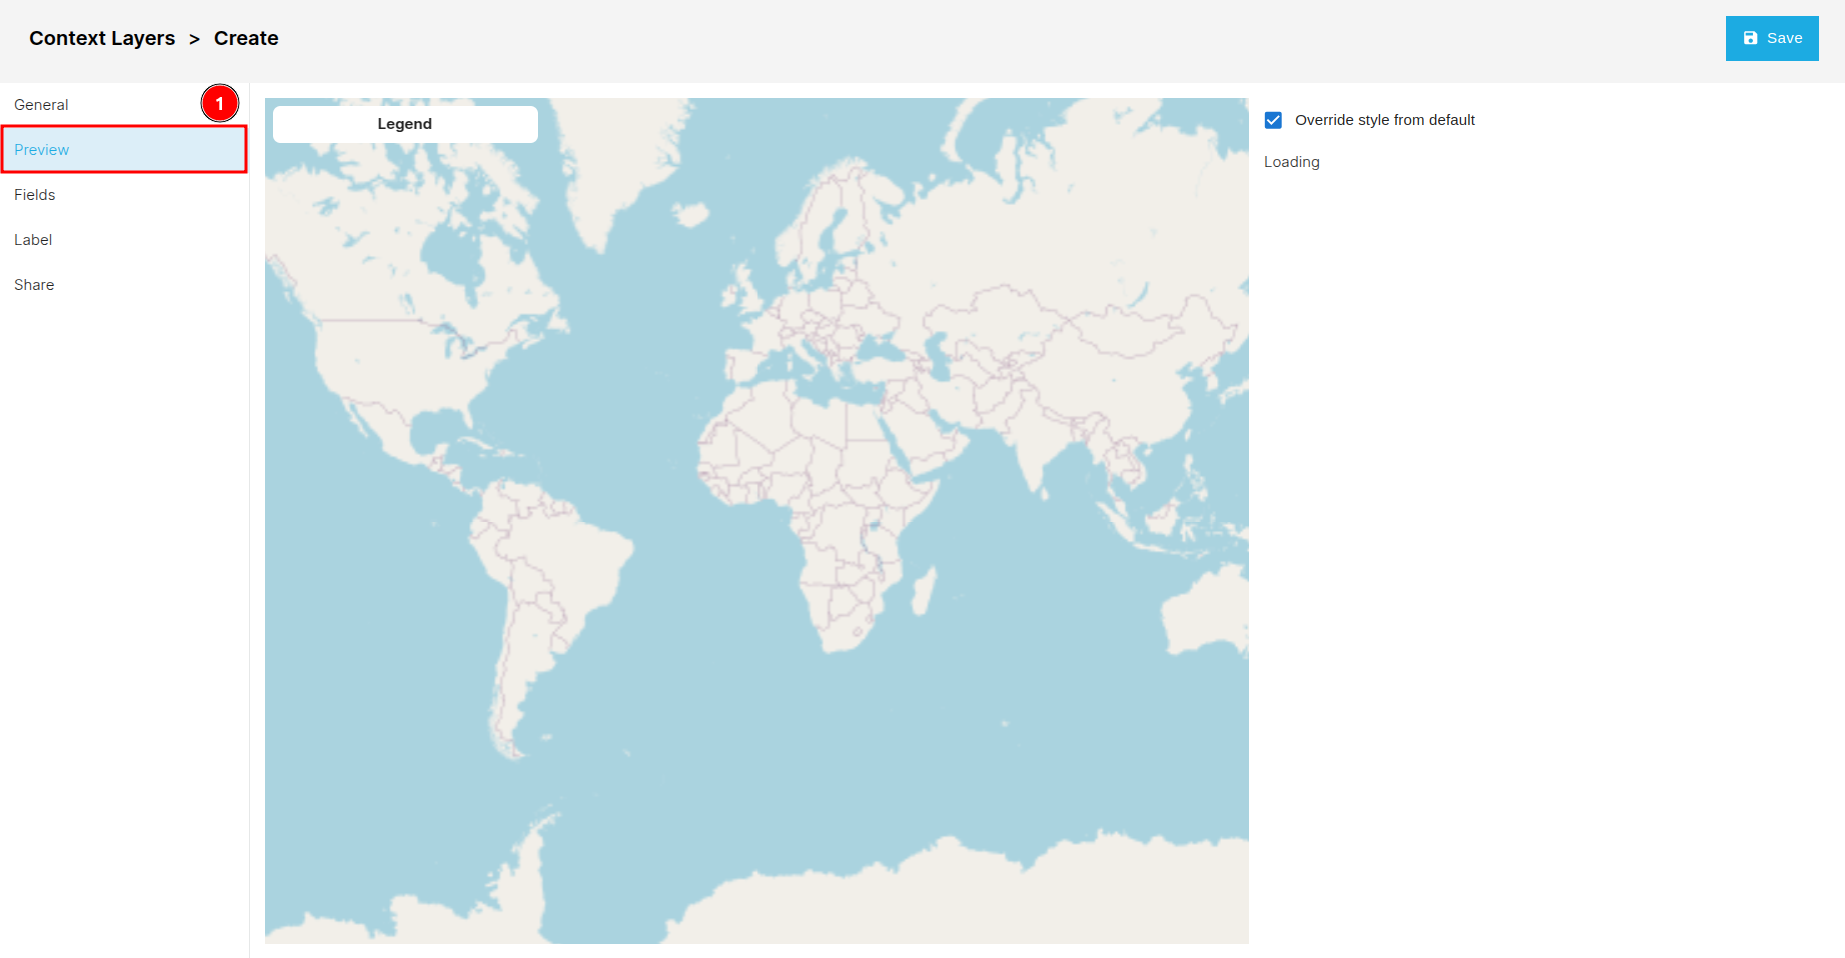 Context Layers > Create
Save
General
1
Preview
Fields
Label
Share
Legend
Override style from default
Loading